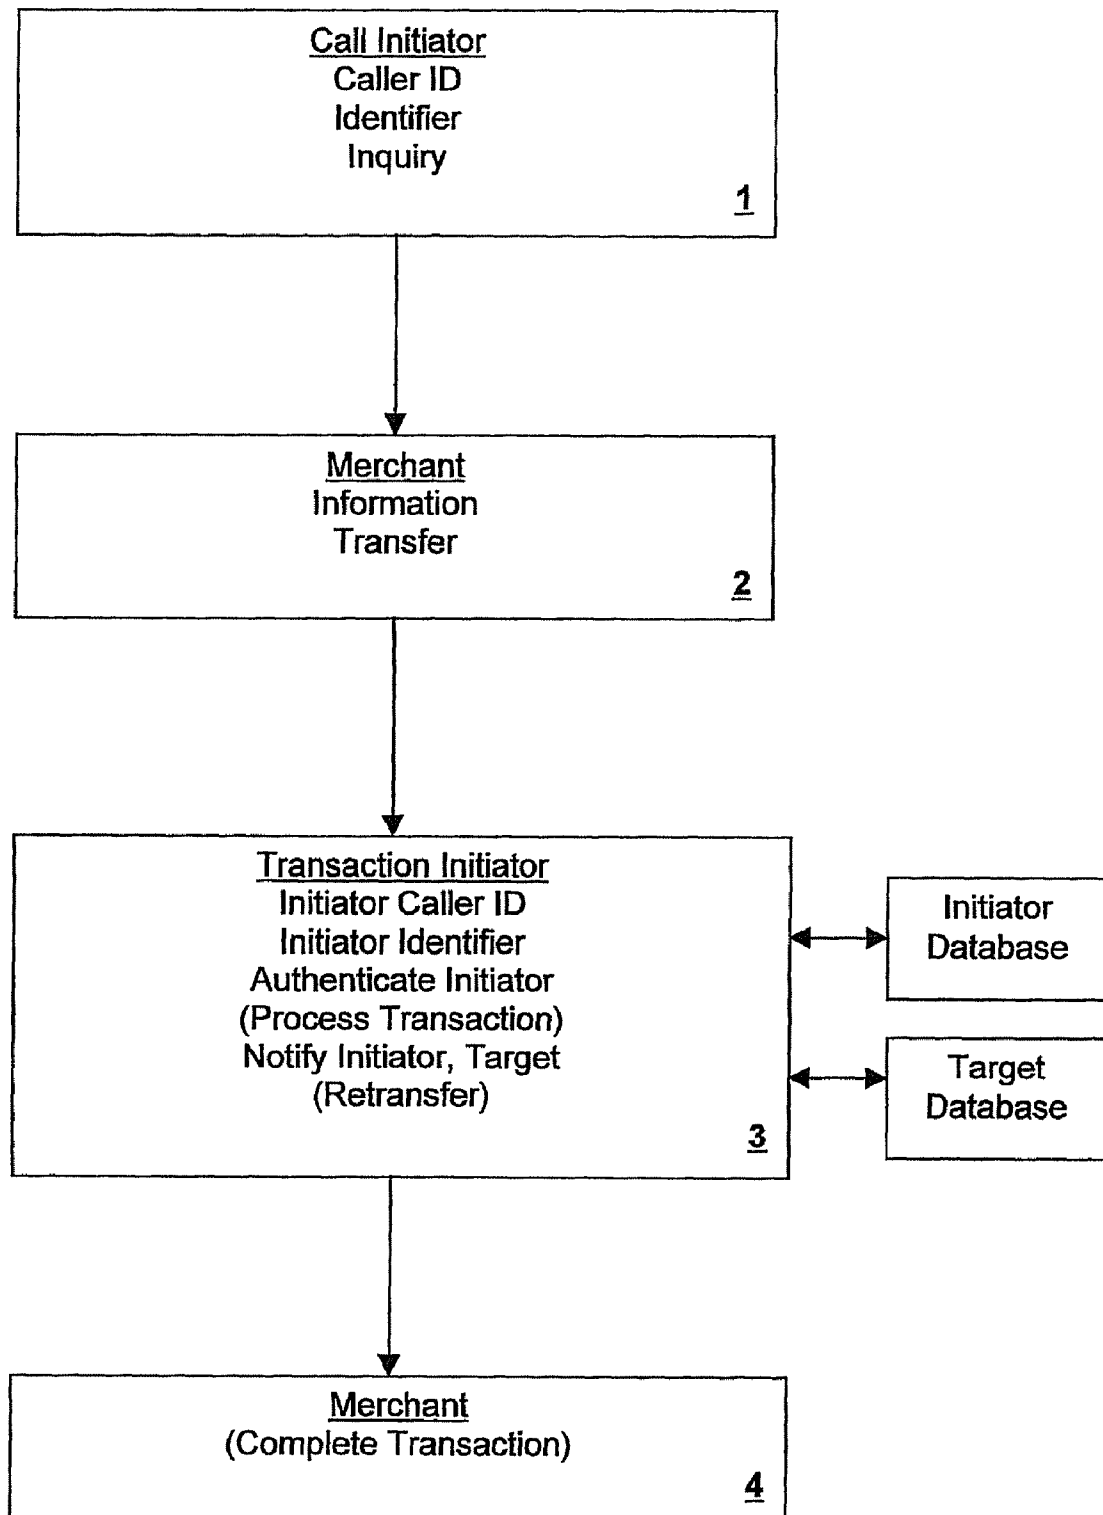 Call Initiator
Caller ID
Identifier
Inquiry
1
Merchant
Information
Transfer
2
Transaction Initiator
Initiator Caller ID
Initiator Identifier
Authenticate Initiator
(Process Transaction)
Notify Initiator, Target
(Retransfer)
3
Initiator
Database
Target
Database
Merchant
(Complete Transaction)
4